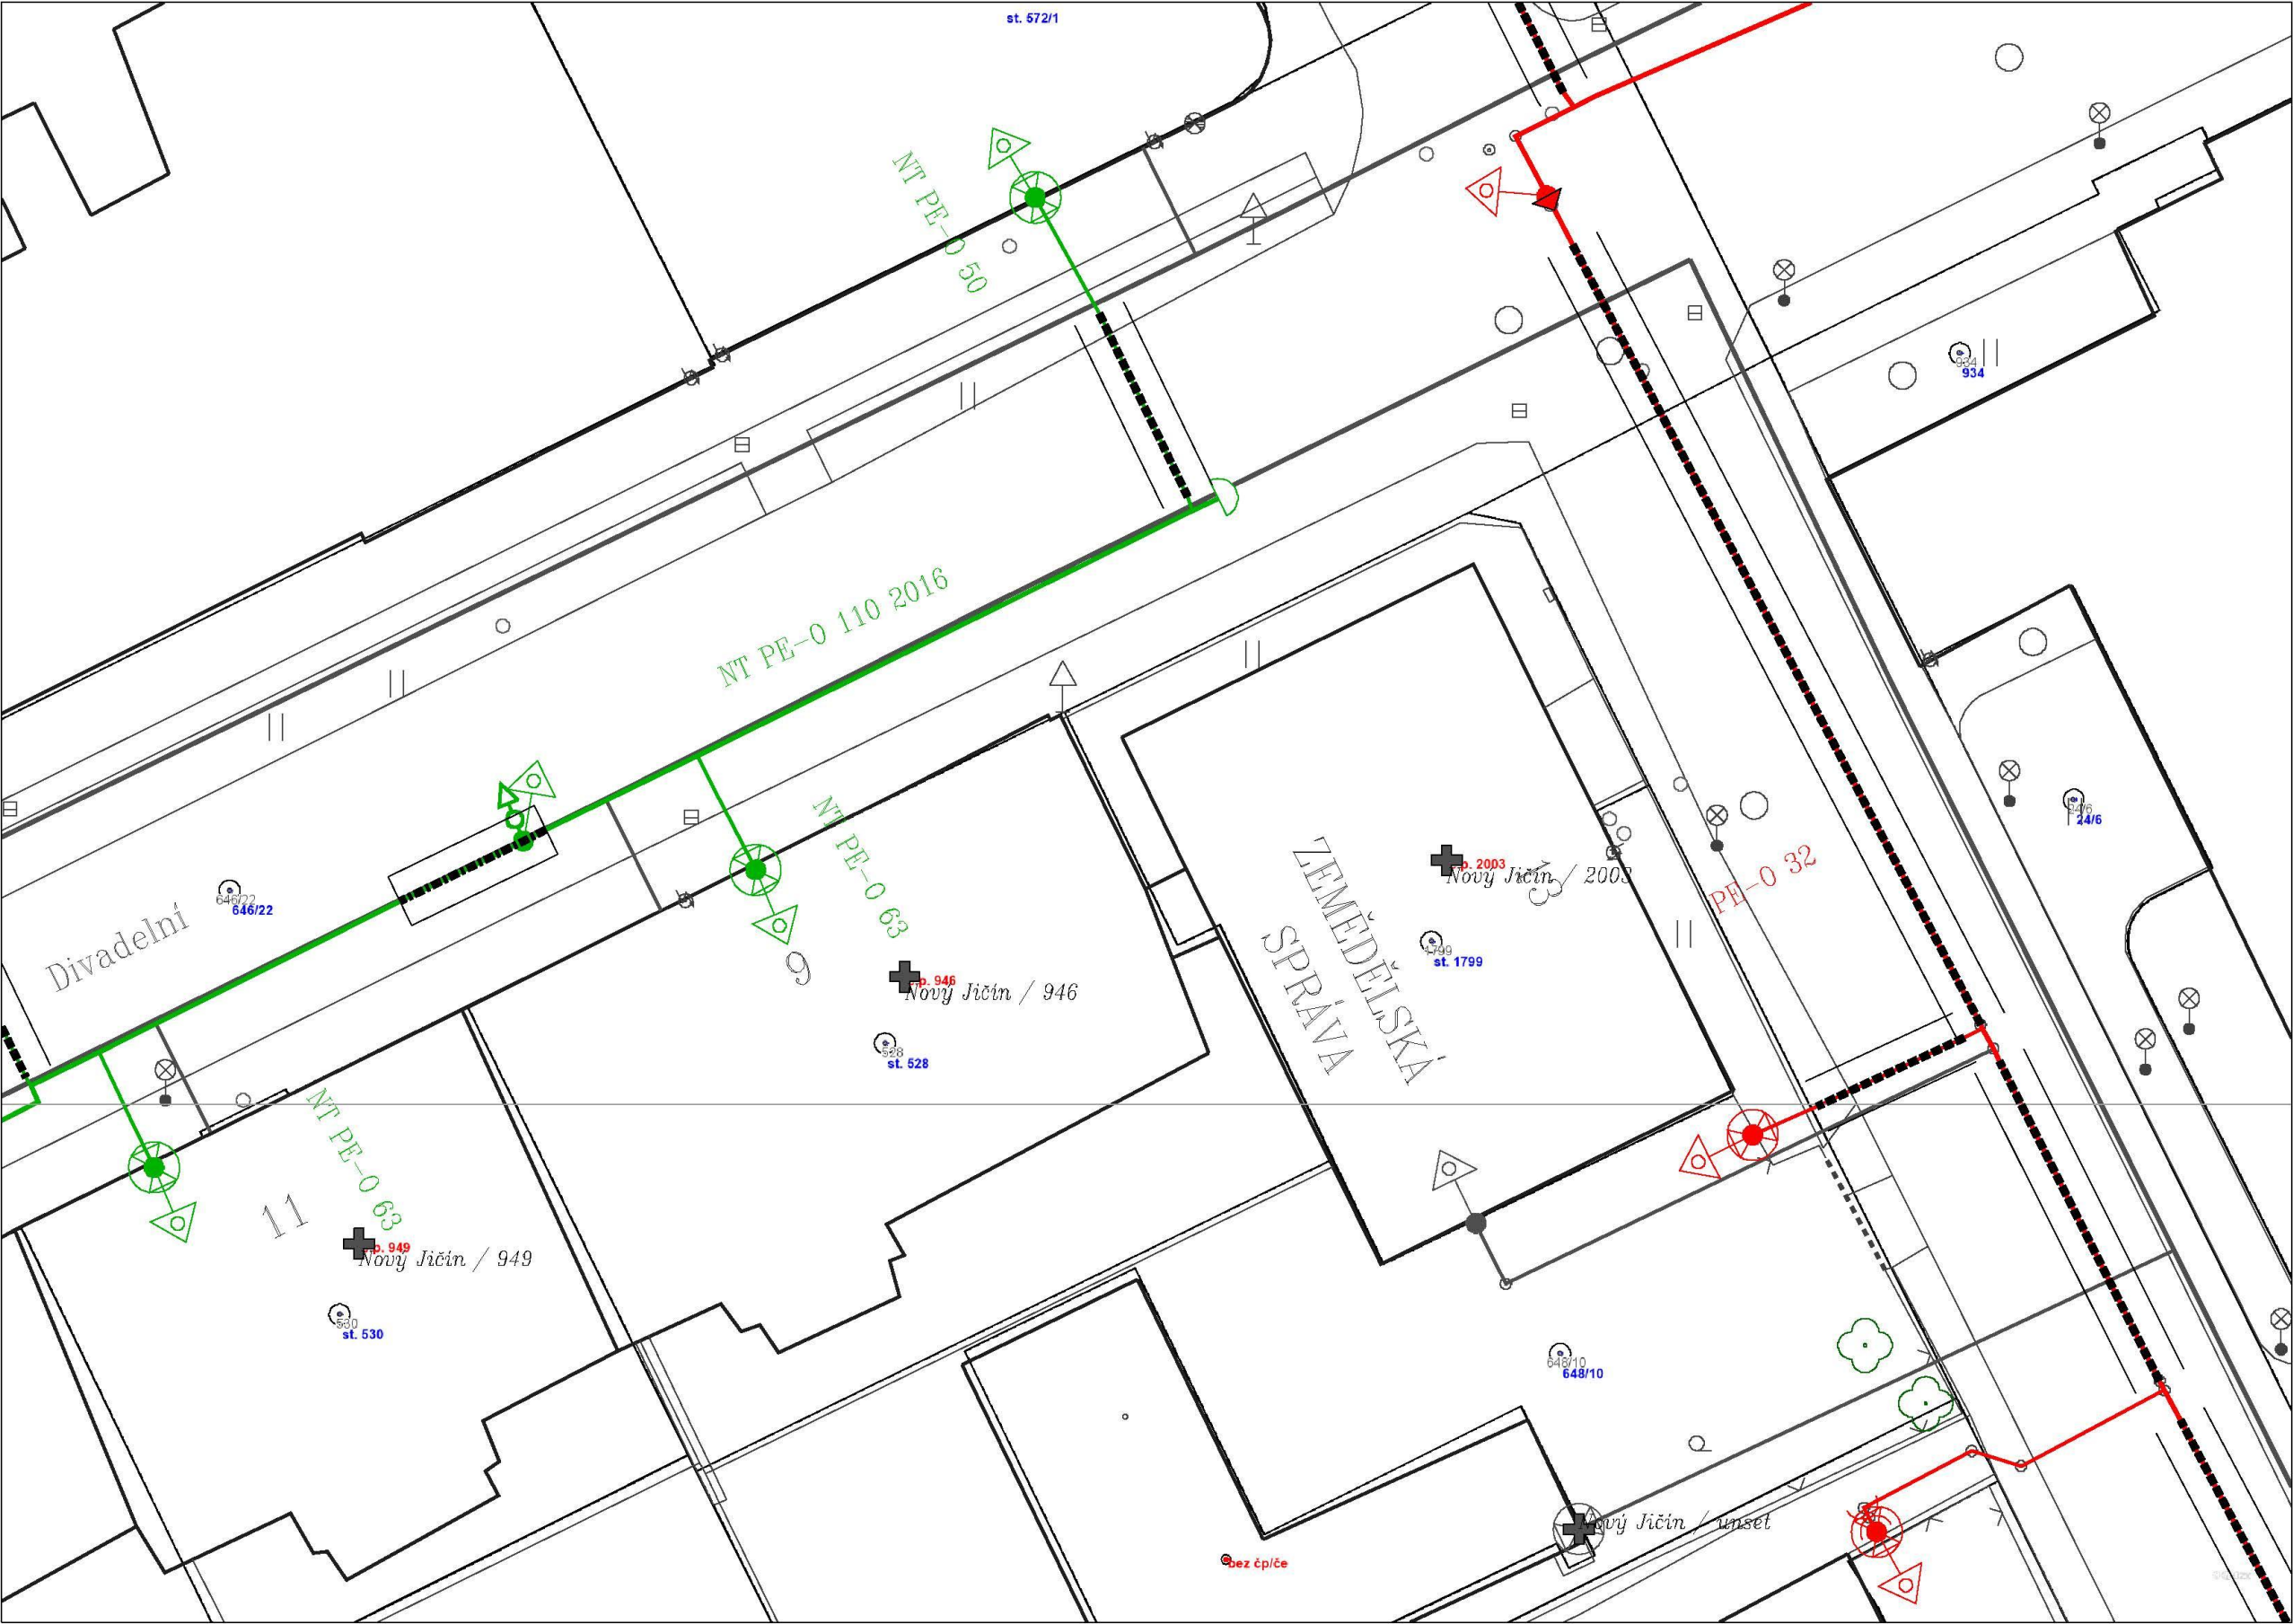 st. 572/1
NT PE-O 50
934
934
NT PE-O 110 2016
NT PE-O 63
646/22
646/22
Divadelní
9
p. 946
Nový Jičín / 946
528
st. 528
ZEMĚDĚLSKÁ
SPRÁVA
p. 2003
Nový Jičín / 2003
13
1799
st. 1799
PE-O 32
24/6
24/6
NT PE-O 63
11
p. 949
Nový Jičín / 949
530
st. 530
648/10
648/10
Nový Jičín / unset
bez čp/če